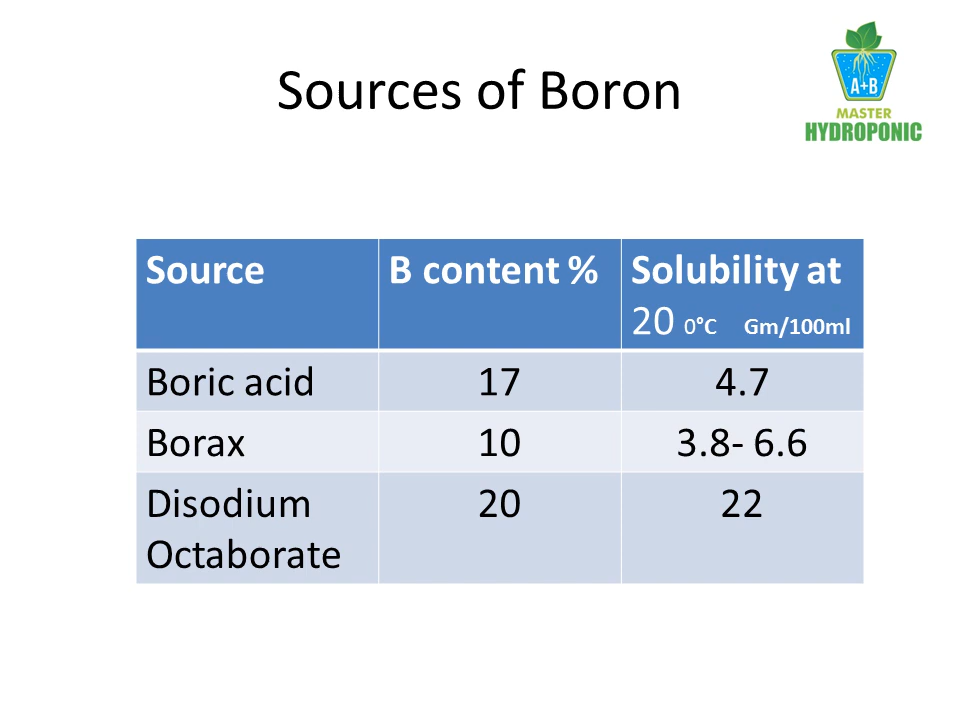 Sources of Boron
A+B
MASTER
HYDROPONIC
Source B content % Solubility at
20 0°C Gm/100ml
Boric acid 17 4.7
Borax 10 3.8- 6.6
Disodium 20 22
Octaborate